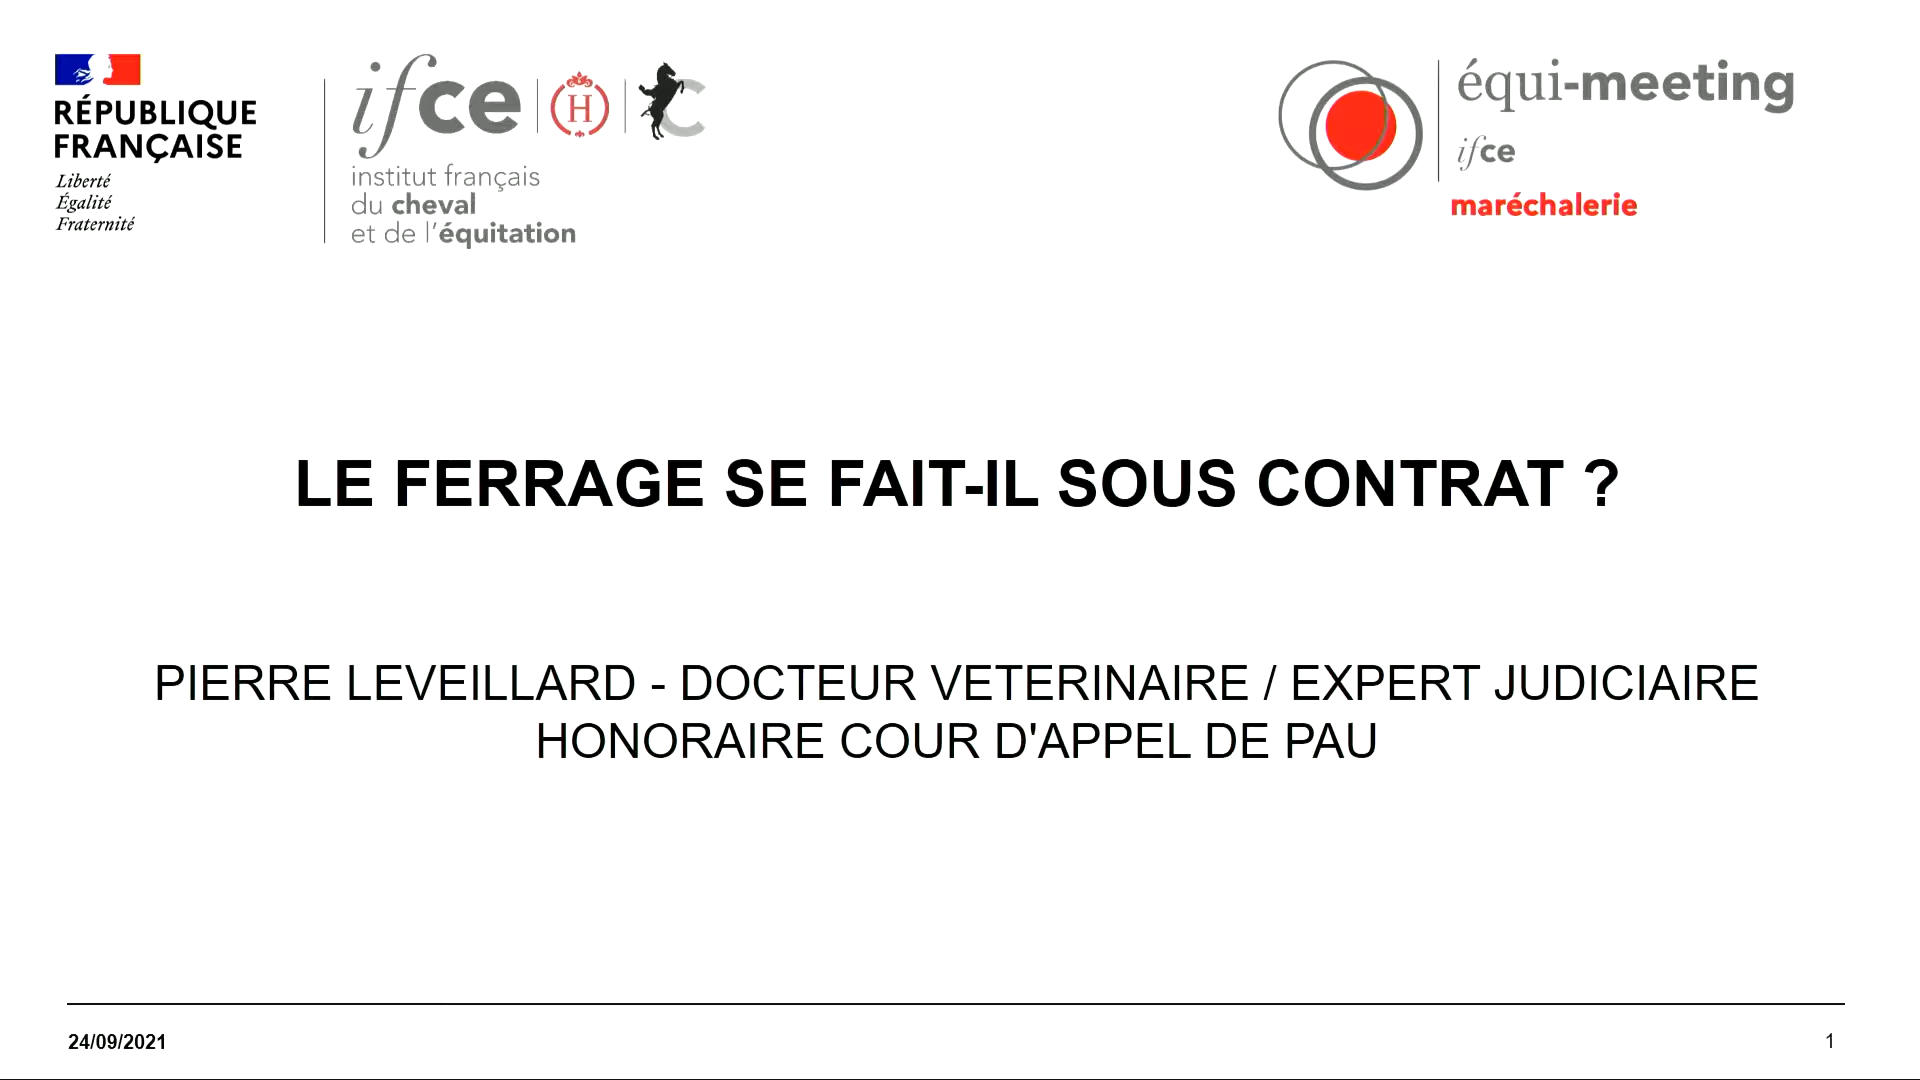 RÉPUBLIQUE
FRANÇAISE
Liberté
Égalité
Fraternité
ifce
H
C
institut français
du cheval
et de l'équitation
équi-meeting
ifce
maréchalerie
LE FERRAGE SE FAIT-IL SOUS CONTRAT ?
PIERRE LEVEILLARD - DOCTEUR VETERINAIRE / EXPERT JUDICIAIRE
HONORAIRE COUR D'APPEL DE PAU
24/09/2021
1